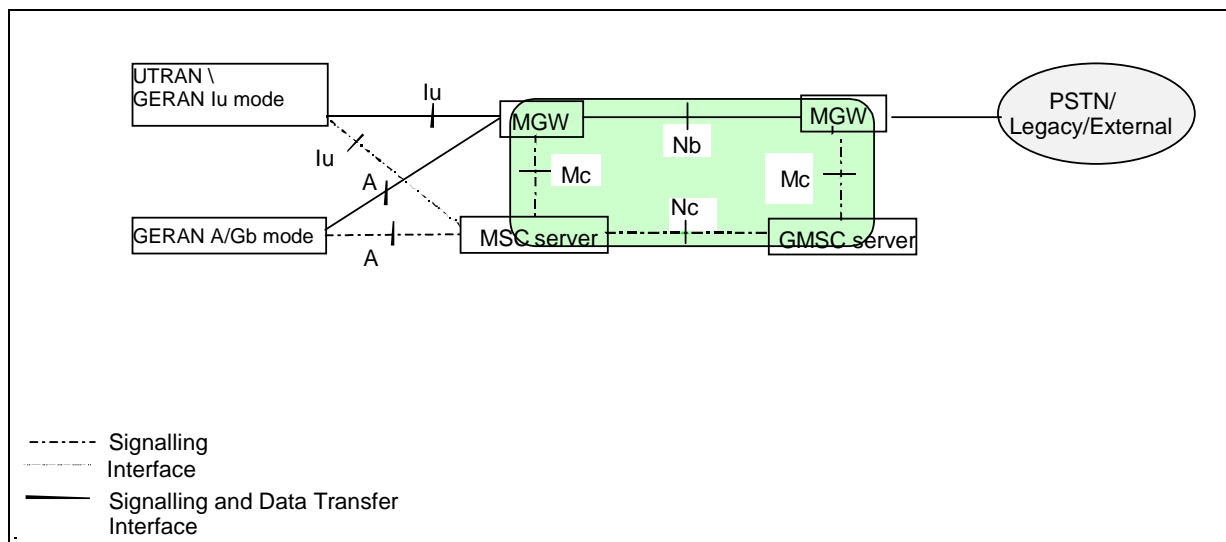 UTRAN \
GERAN Iu mode
Iu
MGW
MGW
PSTN/
Legacy/External
Iu
Nb
A
Mc
Mc
Nc
GERAN A/Gb mode
A
MSC server
GMSC server
Signalling
Interface
Signalling and Data Transfer
Interface